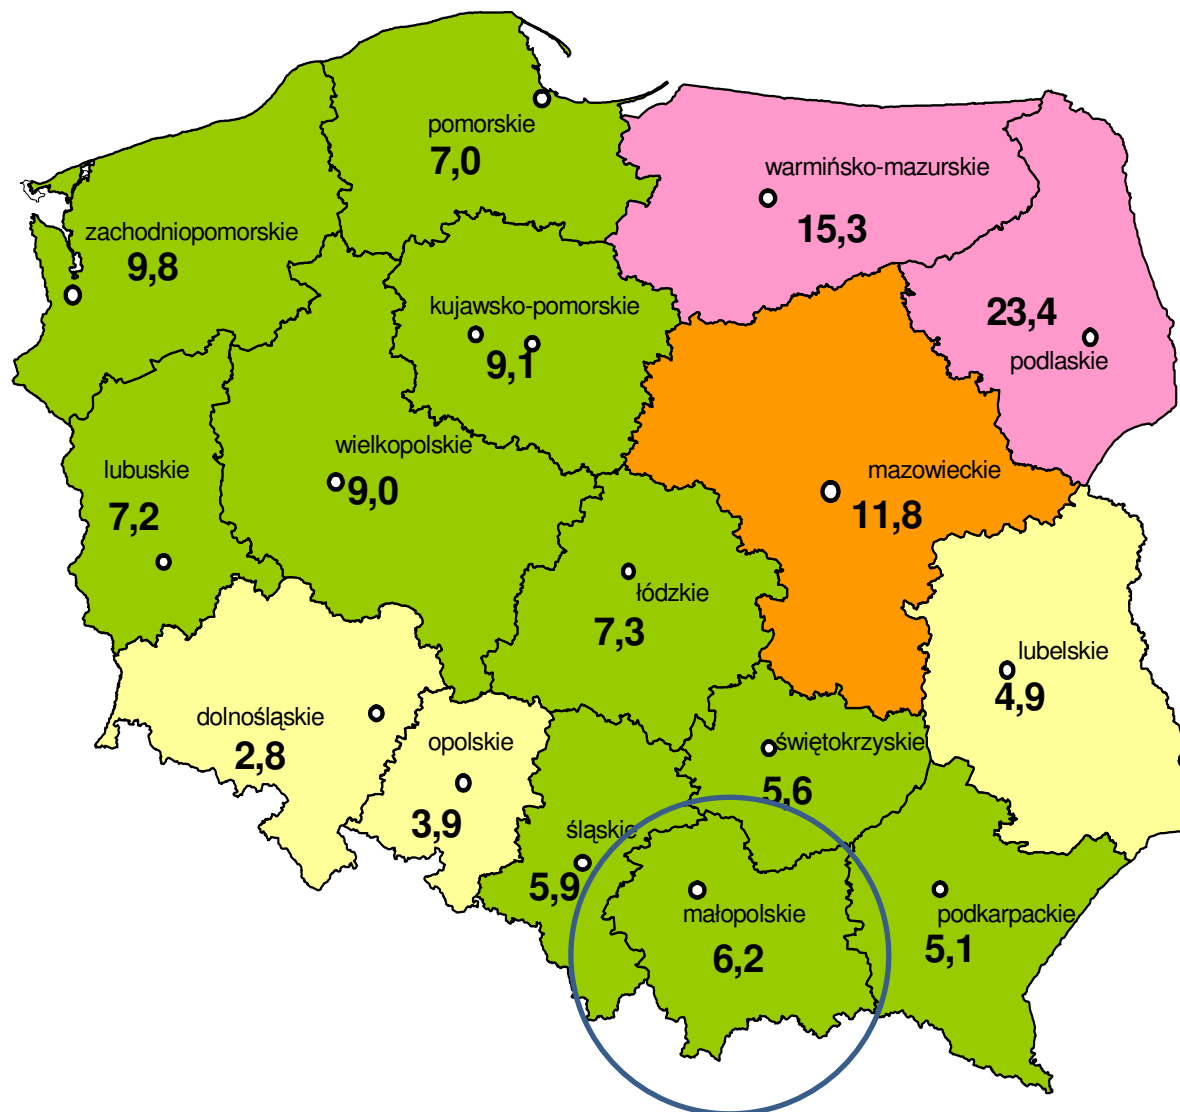 pomorskie
7,0
warmińsko-mazurskie
15,3
zachodniopomorskie
9,8
kujawsko-pomorskie
9,1
23,4
podlaskie
wielkopolskie
9,0
lubuskie
7,2
mazowieckie
11,8
łódzkie
7,3
lubelskie
4,9
dolnośląskie
2,8
opolskie
3,9
świętokrzyskie
5,6
śląskie
5,9
małopolskie
6,2
podkarpackie
5,1